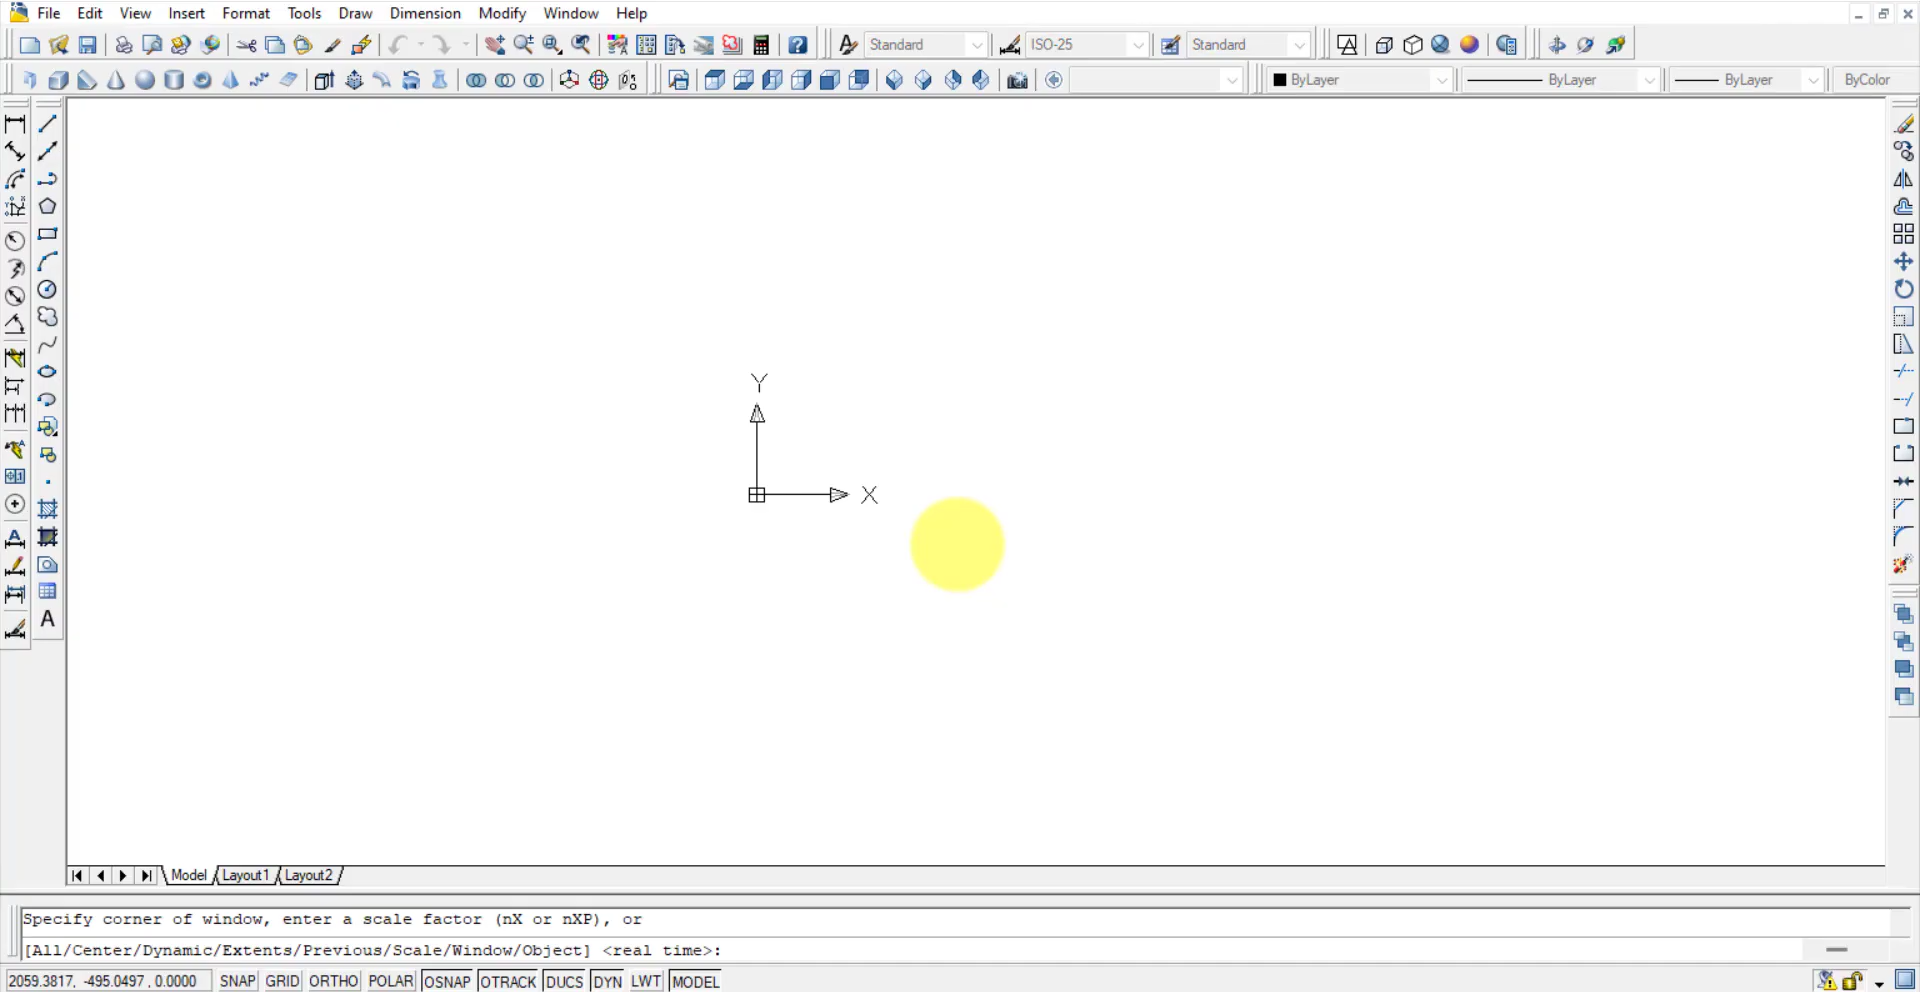 File Edit View Insert Format Tools Draw Dimension Modify Window Help
Standard ISO-25 Standard
ByLayer ByLayer ByLayer ByColor
Y
X
A
Model Layout1 Layout2
Specify corner of window, enter a scale factor (nX or nXP), or
[All/Center/Dynamic/Extents/Previous/Scale/Window/Object] <real time>:
2059.3817, -495.0497 , 0.0000 SNAP GRID ORTHO POLAR OSNAP OTRACK DUCS DYN LWT MODEL